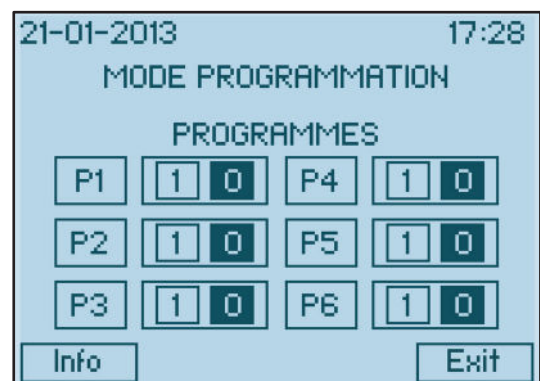 21-01-2013 17:28
MODE PROGRAMMATION
PROGRAMMES
P1 1 0 P4 1 0
P2 1 0 P5 1 0
P3 1 0 P6 1 0
Info Exit